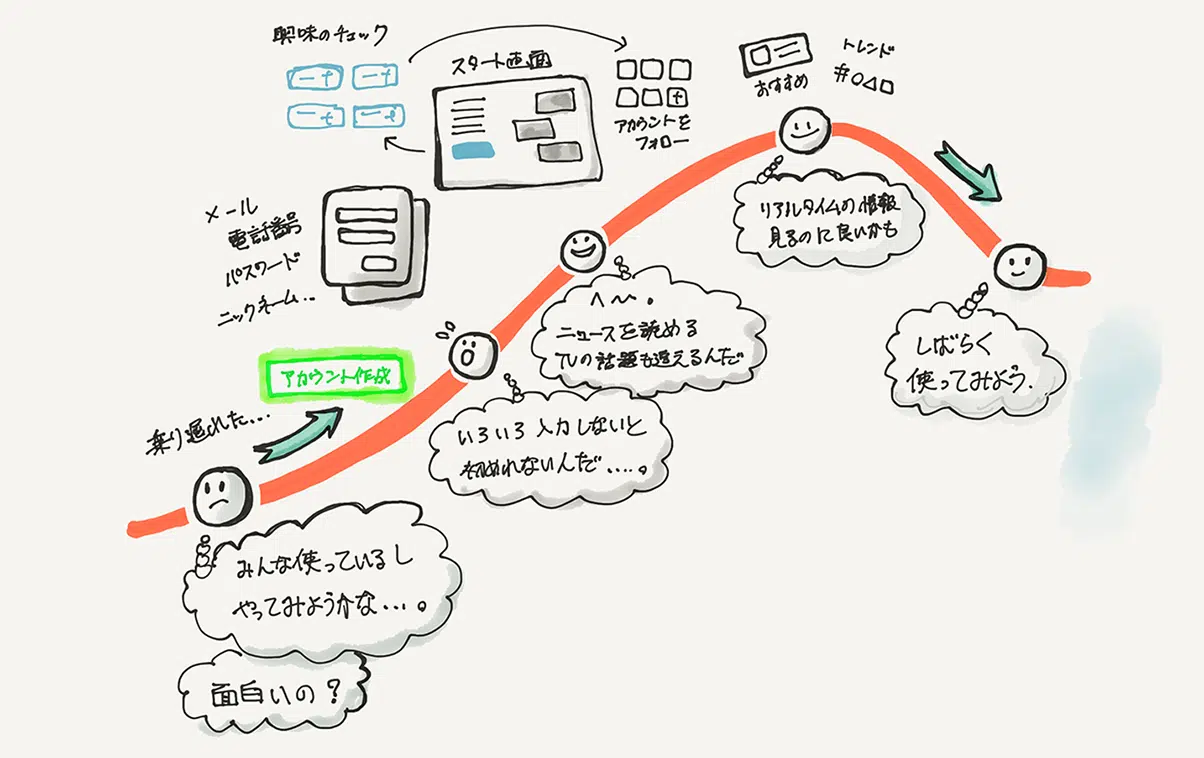 興味のチェック
スタート画面
アカウントを
フォロー
おすすめ
トレンド
#○△□
メール
電話番号
パスワード
ニックネーム...
アカウント作成
乗り遅れた...
みんな使っているし
やってみようかな...。
面白いの?
いろいろ入力しないと
初めれないんだ....。
へ〜。
ニュースを読める
TVの話題も追えるんだ
リアルタイムの情報
見るのに良いかも
しばらく
使ってみよう.